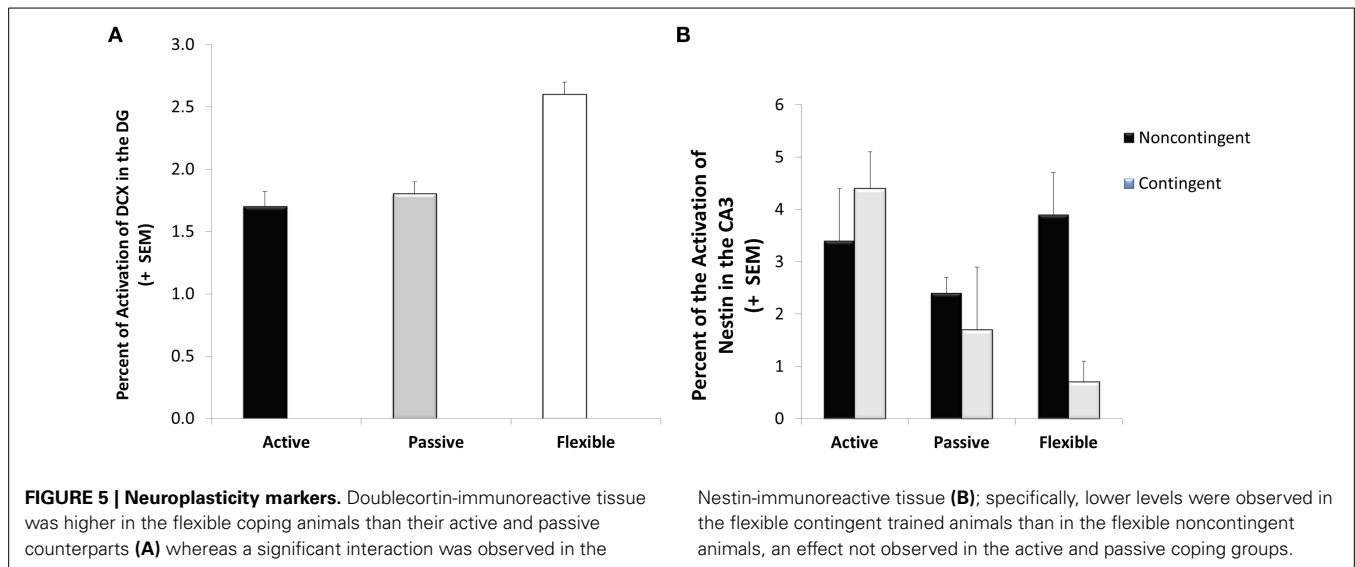 A
Percent of Activation of DCX in the DG
(+ SEM)
3.0
2.5
2.0
1.5
1.0
0.5
0.0
Active
Passive
Flexible
B
Percent of the Activation of
Nestin in the CA3
(+ SEM)
6
5
4
3
2
1
0
Active
Passive
Flexible
Noncontingent
Contingent
FIGURE 5 | Neuroplasticity markers. Doublecortin-immunoreactive tissue
was higher in the flexible coping animals than their active and passive
counterparts (A) whereas a significant interaction was observed in the
Nestin-immunoreactive tissue (B); specifically, lower levels were observed in
the flexible contingent trained animals than in the flexible noncontingent
animals, an effect not observed in the active and passive coping groups.